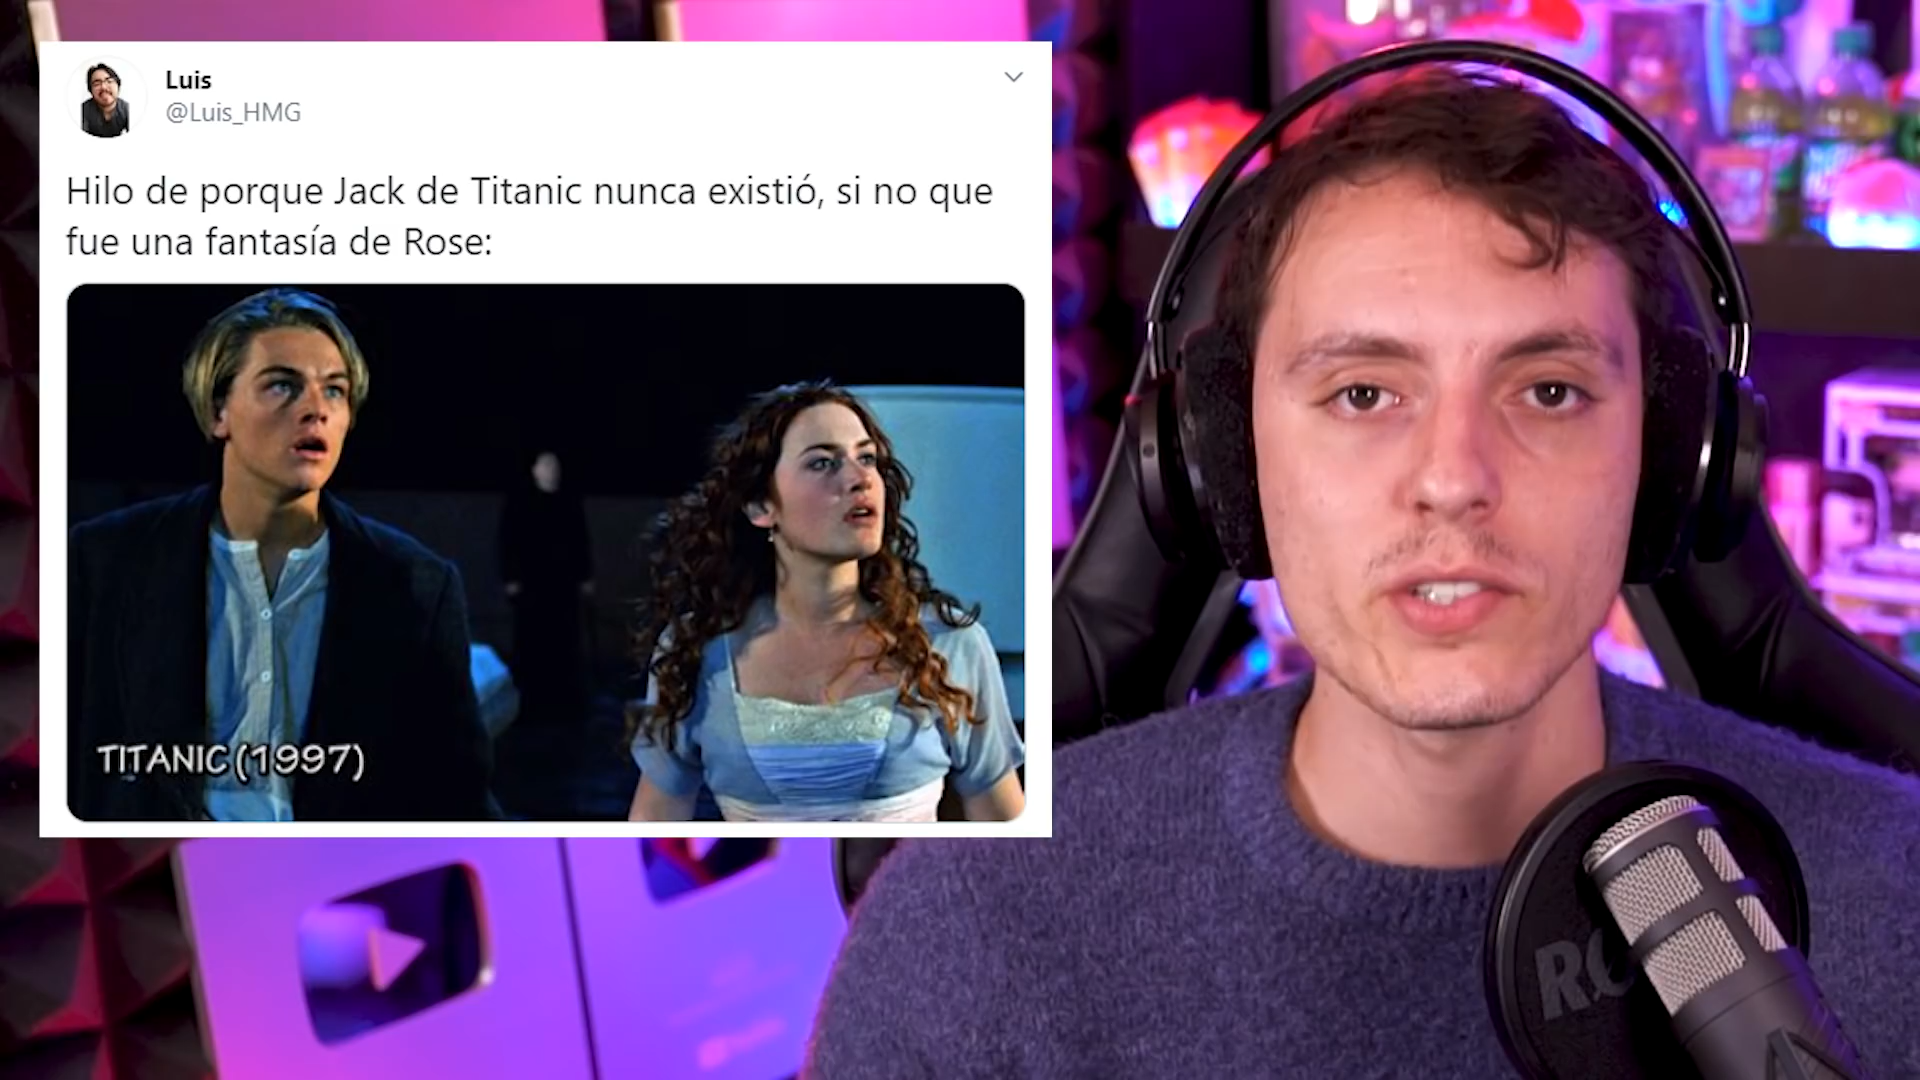 Luis
@Luis_HMG
Hilo de porque Jack de Titanic nunca existió, si no que
fue una fantasía de Rose:
TITANIC (1997)